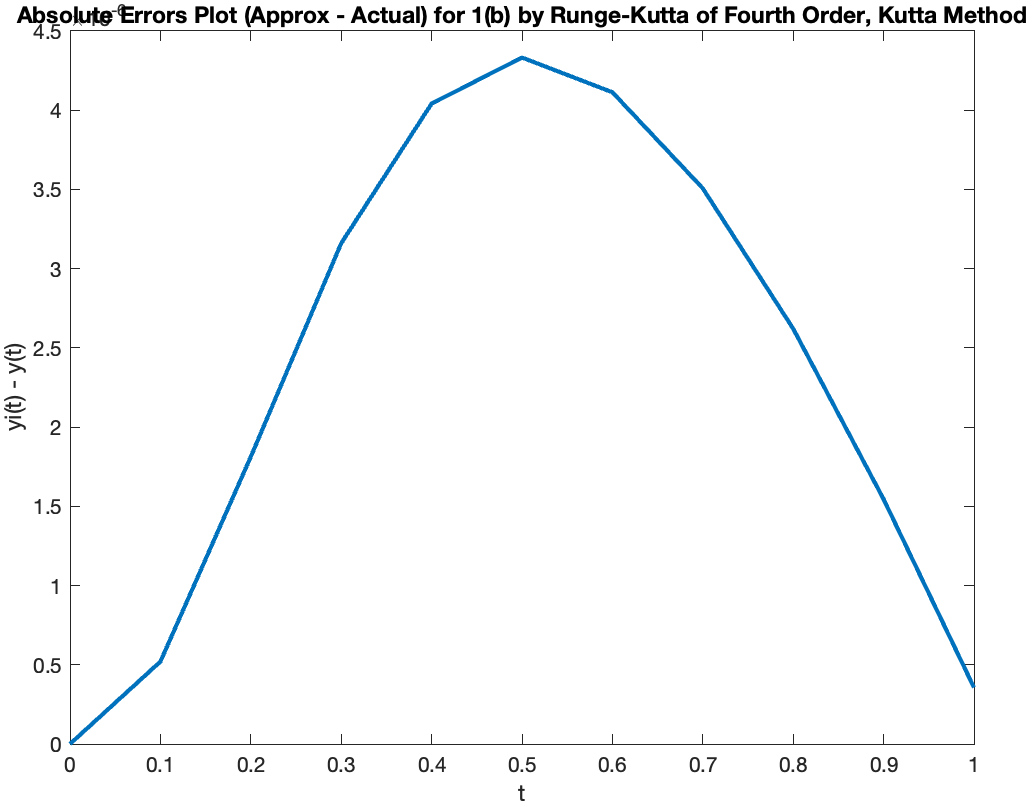 Absolute Errors Plot (Approx - Actual) for 1(b) by Runge-Kutta of Fourth Order, Kutta Method
4.5
4
3.5
3
2.5
2
1.5
1
0.5
0
yi(t) - y(t)
0 0.1 0.2 0.3 0.4 0.5 0.6 0.7 0.8 0.9 1
t